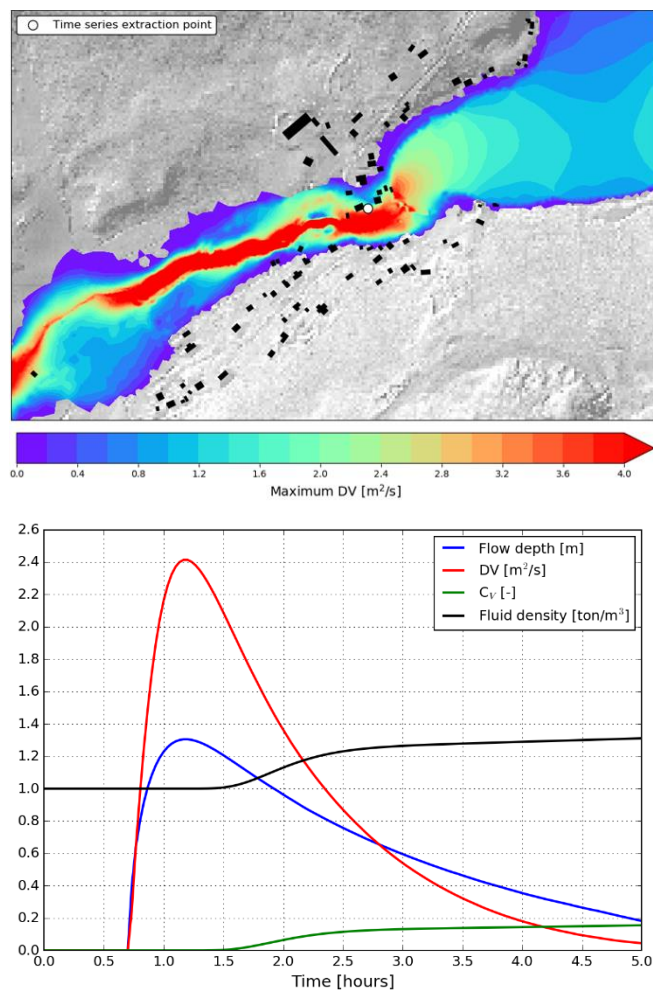 Time series extraction point
0.0 0.4 0.8 1.2 1.6 2.0 2.4 2.8 3.2 3.6 4.0
Maximum DV [m²/s]
2.6
2.4
2.2
2.0
1.8
1.6
1.4
1.2
1.0
0.8
0.6
0.4
0.2
0.0
Flow depth [m]
DV [m²/s]
C_V [-]
Fluid density [ton/m³]
0.0 0.5 1.0 1.5 2.0 2.5 3.0 3.5 4.0 4.5 5.0
Time [hours]